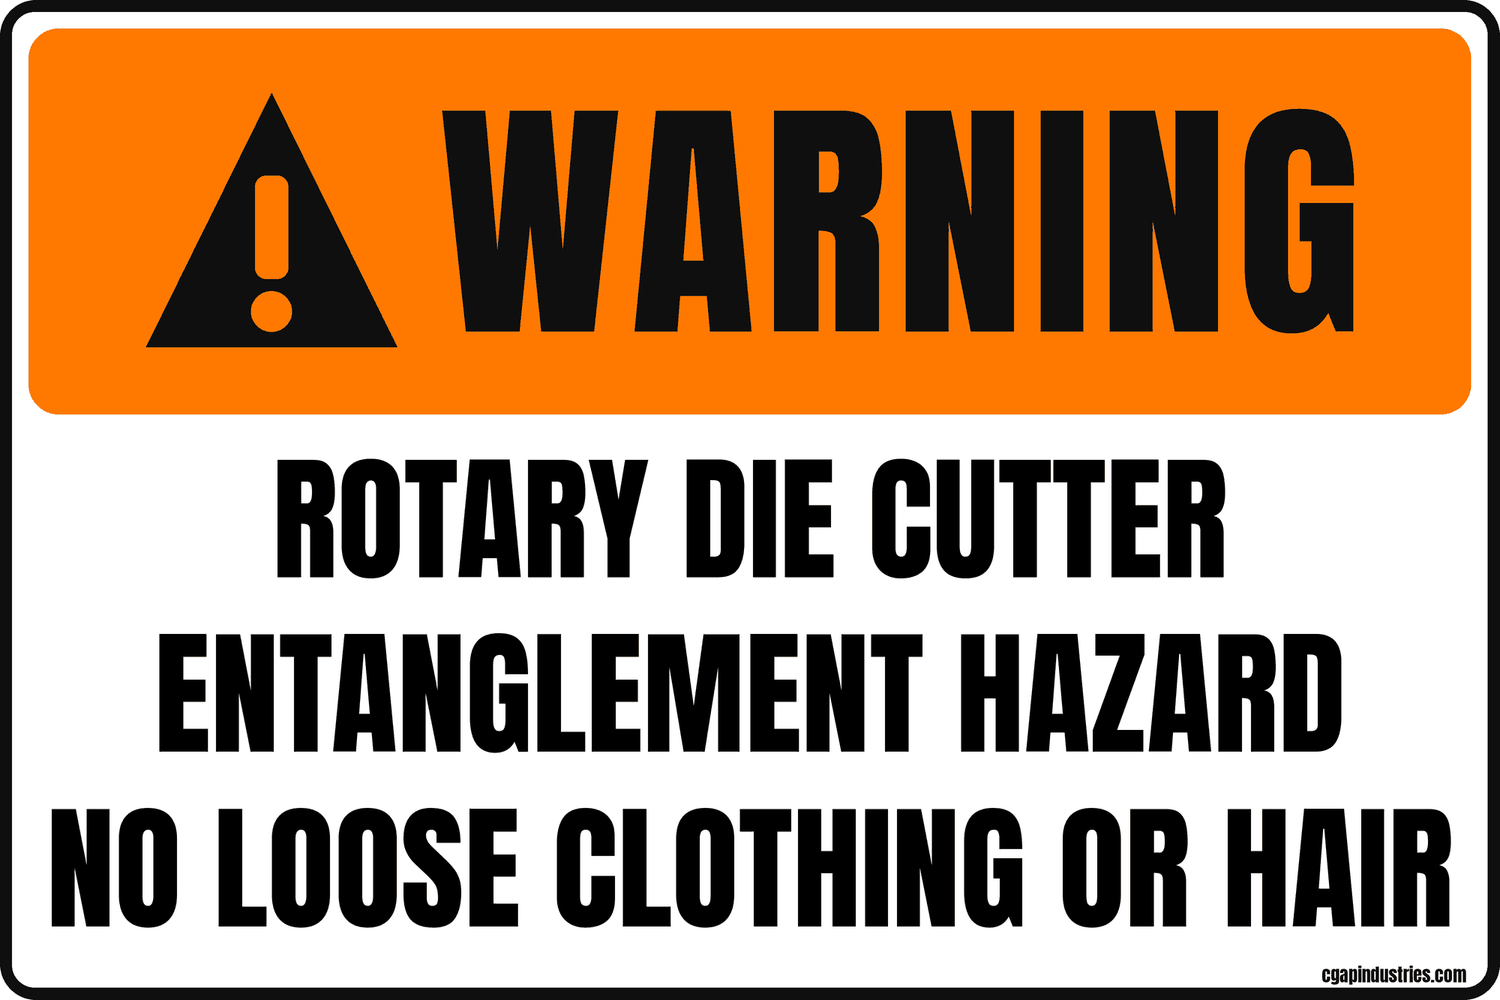 WARNING
ROTARY DIE CUTTER
ENTANGLEMENT HAZARD
NO LOOSE CLOTHING OR HAIR
cgapindustries.com